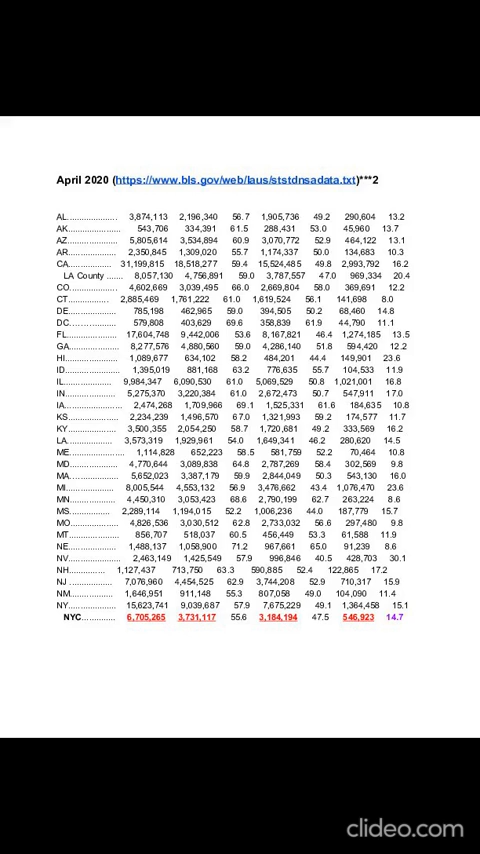 April 2020 (https://www.bls.gov/web/laus/ststdnsadata.txt)***2
AL..................... 3,874,113 2,196,340 56.7 1,905,736 49.2 290,604 13.2
AK...................... 543,706 334,391 61.5 288,431 53.0 45,960 13.7
AZ..................... 5,805,614 3,534,894 60.9 3,070,772 52.9 464,122 13.1
AR.................... 2,350,845 1,309,020 55.7 1,174,337 50.0 134,683 10.3
CA.................. 31,199,815 18,518,277 59.4 15,524,485 49.8 2,993,792 16.2
LA County ....... 8,057,130 4,756,891 59.0 3,787,557 47.0 969,334 20.4
CO.................... 4,602,669 3,039,495 66.0 2,669,804 58.0 369,691 12.2
CT................. 2,885,469 1,761,222 61.0 1,619,524 56.1 141,698 8.0
DE.................... 785,198 462,965 59.0 394,505 50.2 68,460 14.8
DC.................... 579,808 403,629 69.6 358,839 61.9 44,790 11.1
FL................... 17,604,748 9,442,006 53.6 8,167,821 46.4 1,274,185 13.5
GA..................... 8,277,576 4,880,560 59.0 4,286,140 51.8 594,420 12.2
HI..................... 1,089,677 634,102 58.2 484,201 44.4 149,901 23.6
ID..................... 1,395,019 881,168 63.2 776,635 55.7 104,533 11.9
IL..................... 9,984,347 6,090,530 61.0 5,069,529 50.8 1,021,001 16.8
IN.................... 5,275,370 3,220,384 61.0 2,672,473 50.7 547,911 17.0
IA........................ 2,474,268 1,709,966 69.1 1,525,331 61.6 184,635 10.8
KS.................... 2,234,239 1,496,570 67.0 1,321,993 59.2 174,577 11.7
KY.................... 3,500,355 2,054,250 58.7 1,720,681 49.2 333,569 16.2
LA................... 3,573,319 1,929,961 54.0 1,649,341 46.2 280,620 14.5
ME...................... 1,114,828 652,223 58.5 581,759 52.2 70,464 10.8
MD................... 4,770,644 3,089,838 64.8 2,787,269 58.4 302,569 9.8
MA.................... 5,652,023 3,387,179 59.9 2,844,049 50.3 543,130 16.0
MI.................... 8,005,544 4,553,132 56.9 3,476,662 43.4 1,076,470 23.6
MN................... 4,450,310 3,053,423 68.6 2,790,199 62.7 263,224 8.6
MS................. 2,289,114 1,194,015 52.2 1,006,236 44.0 187,779 15.7
MO................... 4,826,536 3,030,512 62.8 2,733,032 56.6 297,480 9.8
MT.................... 856,707 518,037 60.5 456,449 53.3 61,588 11.9
NE.................... 1,488,137 1,058,900 71.2 967,661 65.0 91,239 8.6
NV...................... 2,463,149 1,425,549 57.9 996,846 40.5 428,703 30.1
NH............... 1,127,437 713,750 63.3 590,885 52.4 122,865 17.2
NJ .................. 7,076,960 4,454,525 62.9 3,744,208 52.9 710,317 15.9
NM.................. 1,646,951 911,148 55.3 807,058 49.0 104,090 11.4
NY.................... 15,623,741 9,039,687 57.9 7,675,229 49.1 1,364,458 15.1
NYC.............. 6,705,265 3,731,117 55.6 3,184,194 47.5 546,923 14.7
clideo.com